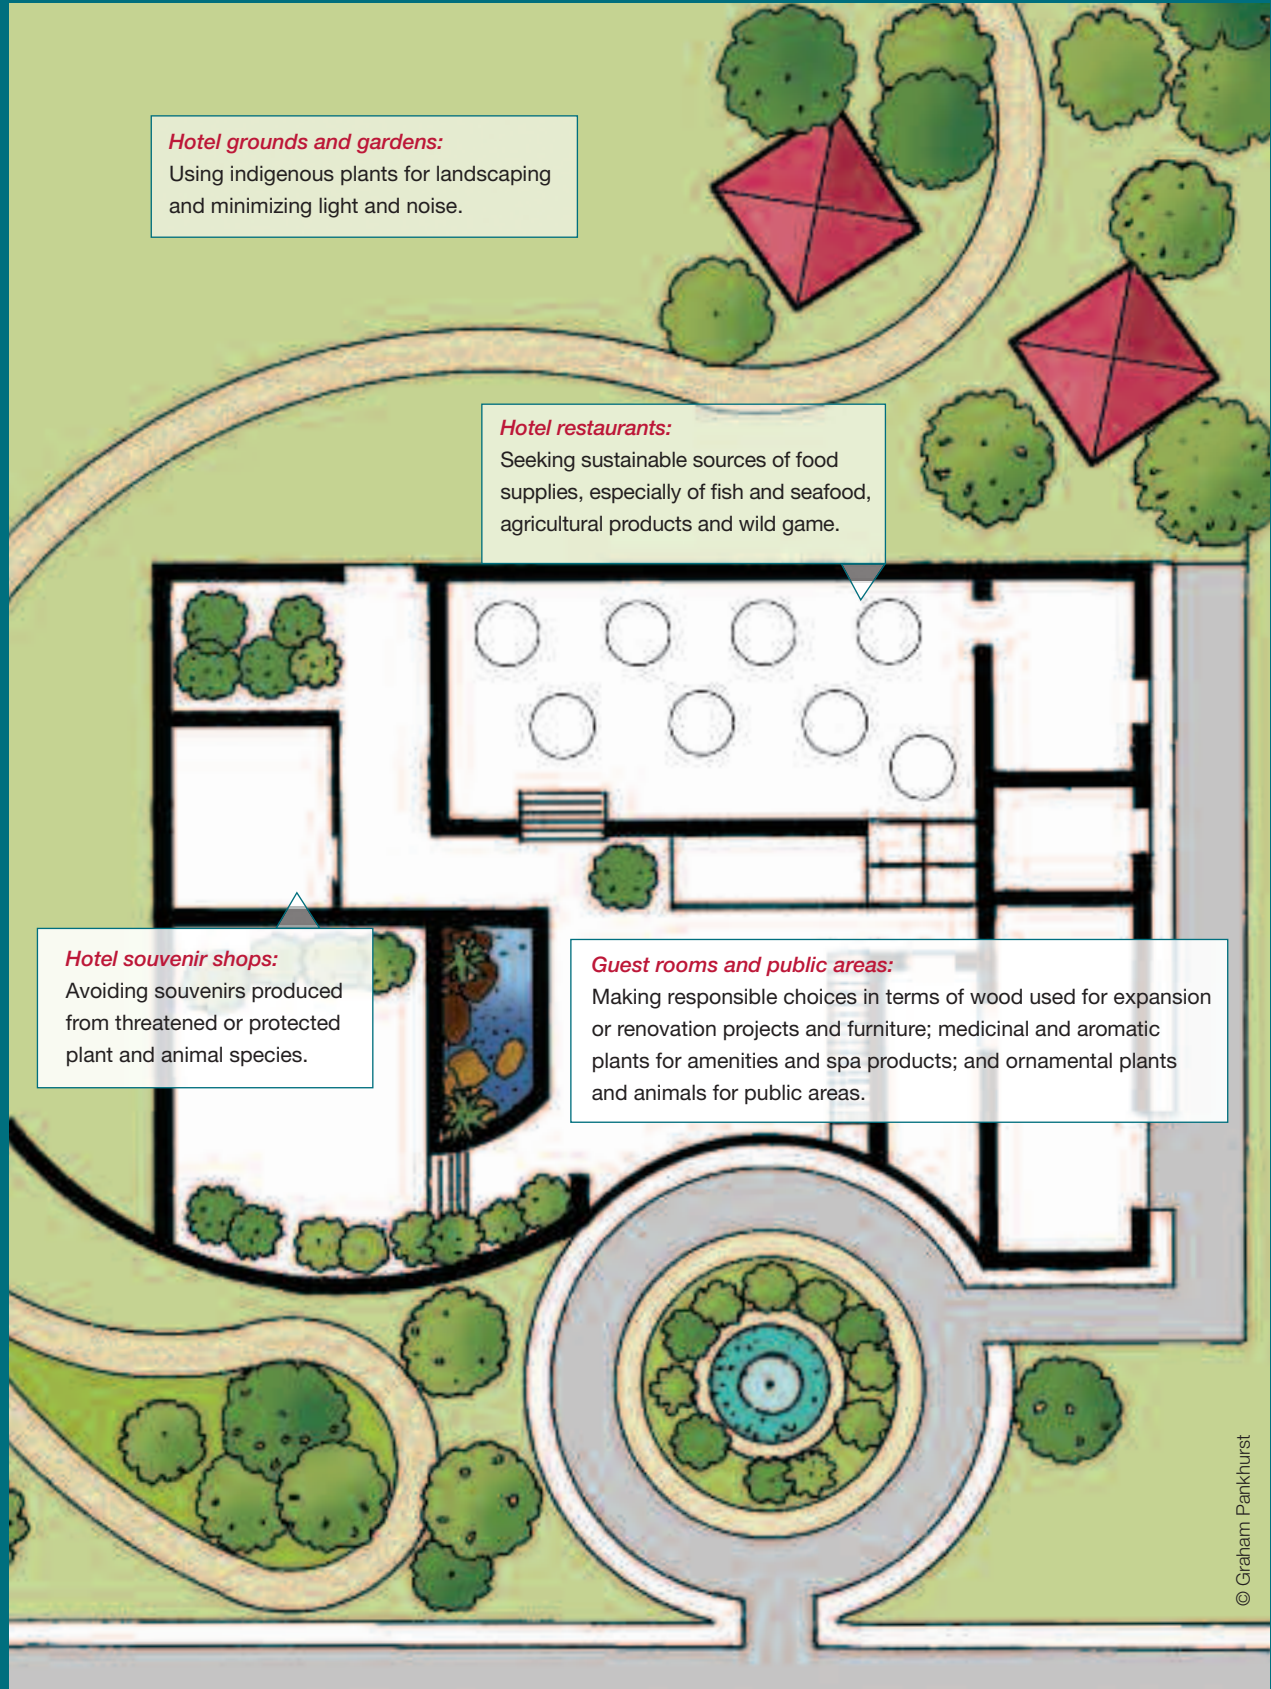 Hotel grounds and gardens:
Using indigenous plants for landscaping
and minimizing light and noise.
Hotel restaurants:
Seeking sustainable sources of food
supplies, especially of fish and seafood,
agricultural products and wild game.
Hotel souvenir shops:
Avoiding souvenirs produced
from threatened or protected
plant and animal species.
Guest rooms and public areas:
Making responsible choices in terms of wood used for expansion
or renovation projects and furniture; medicinal and aromatic
plants for amenities and spa products; and ornamental plants
and animals for public areas.
© Graham Pankhurst